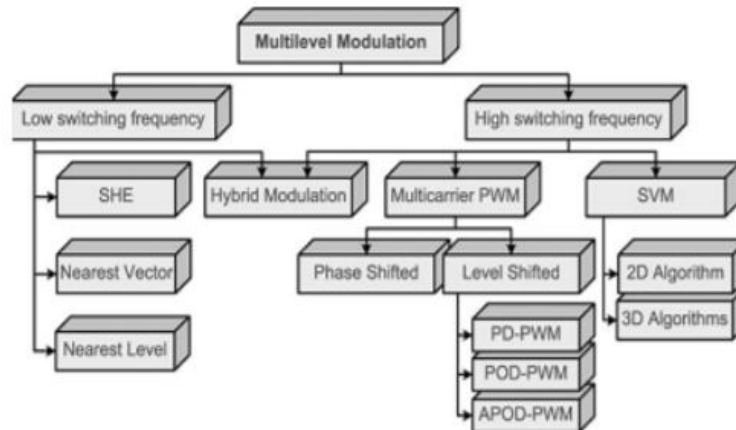 Multilevel Modulation
Low switching frequency
High switching frequency
SHE
Hybrid Modulation
Multicarrier PWM
SVM
Nearest Vector
Phase Shifted
Level Shifted
2D Algorithm
3D Algorithms
Nearest Level
PD-PWM
POD-PWM
APOD-PWM